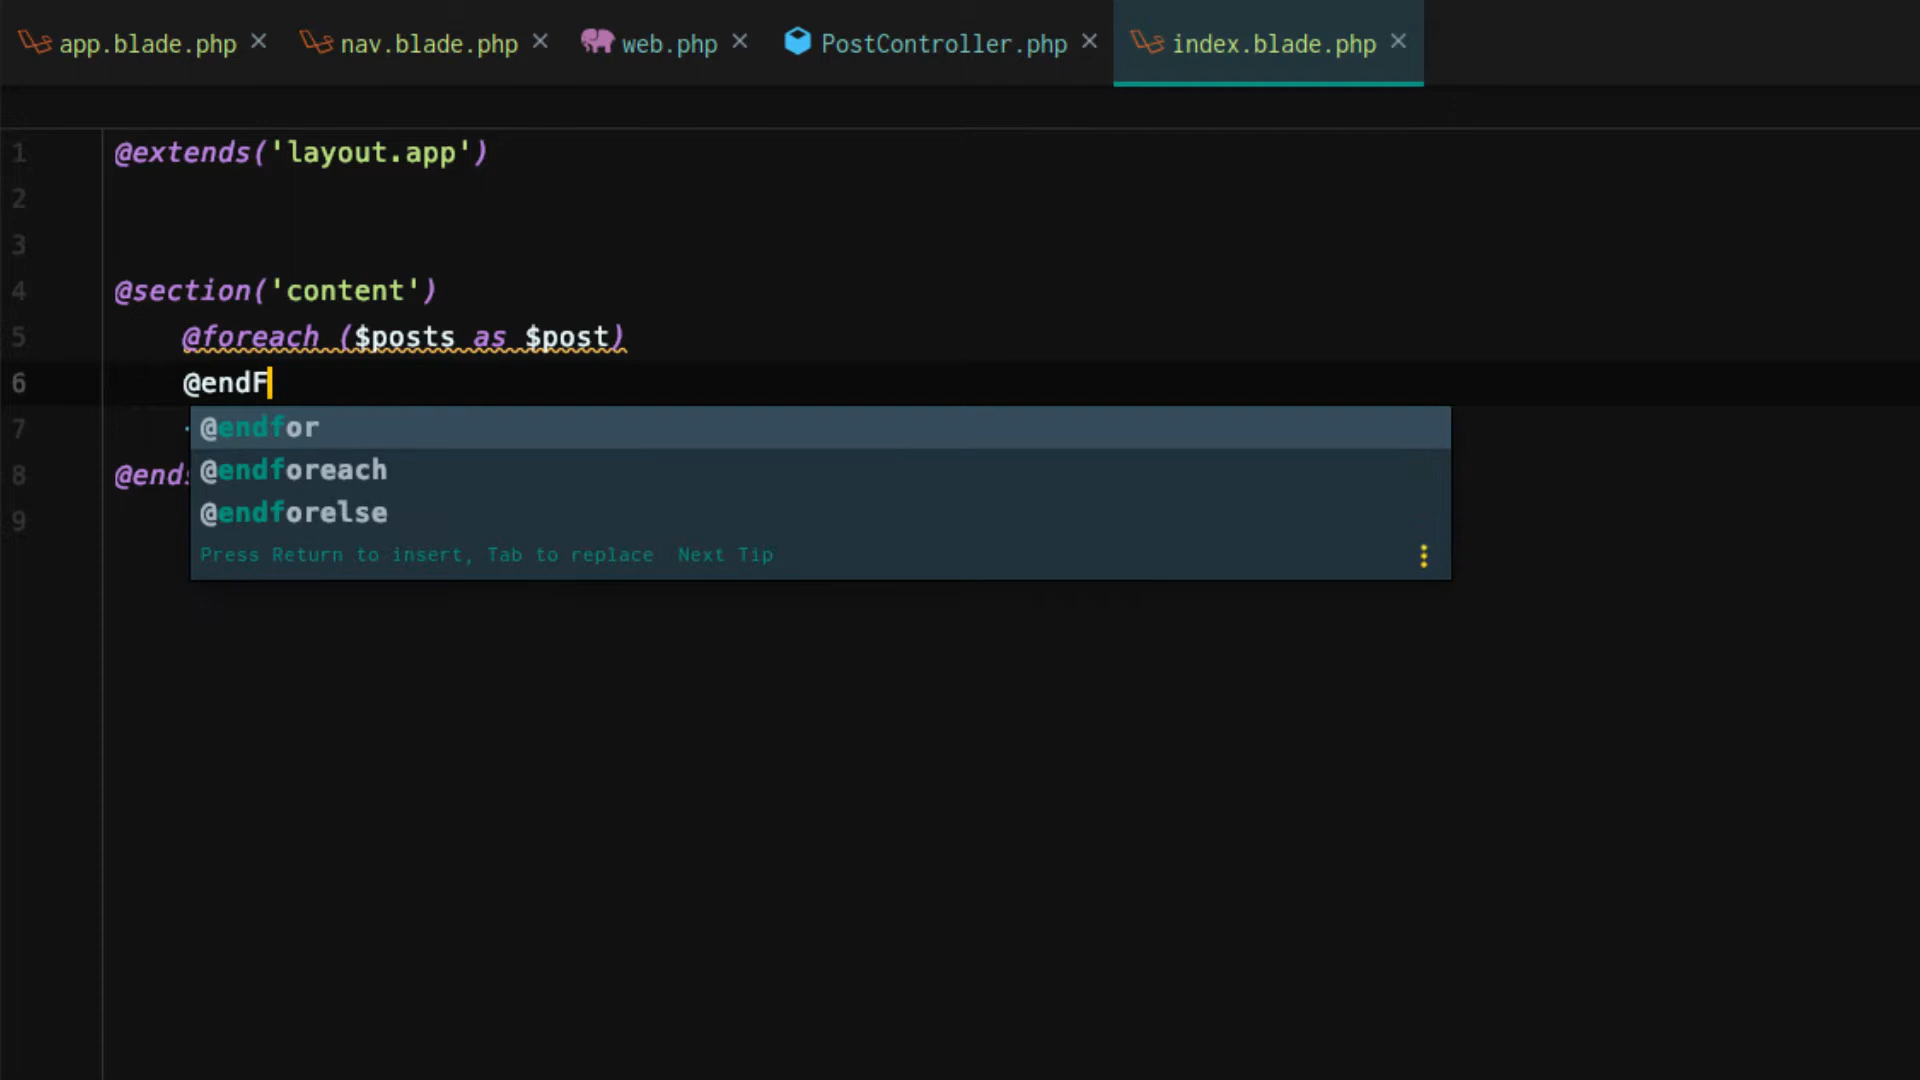 app.blade.php
nav.blade.php
web.php
PostController.php
index.blade.php
1 @extends('layout.app')
2
3
4 @section('content')
5 @foreach ($posts as $post)
6 @endF
@endfor
7
@endforeach
8 @ends
@endforelse
9
Press Return to insert, Tab to replace Next Tip